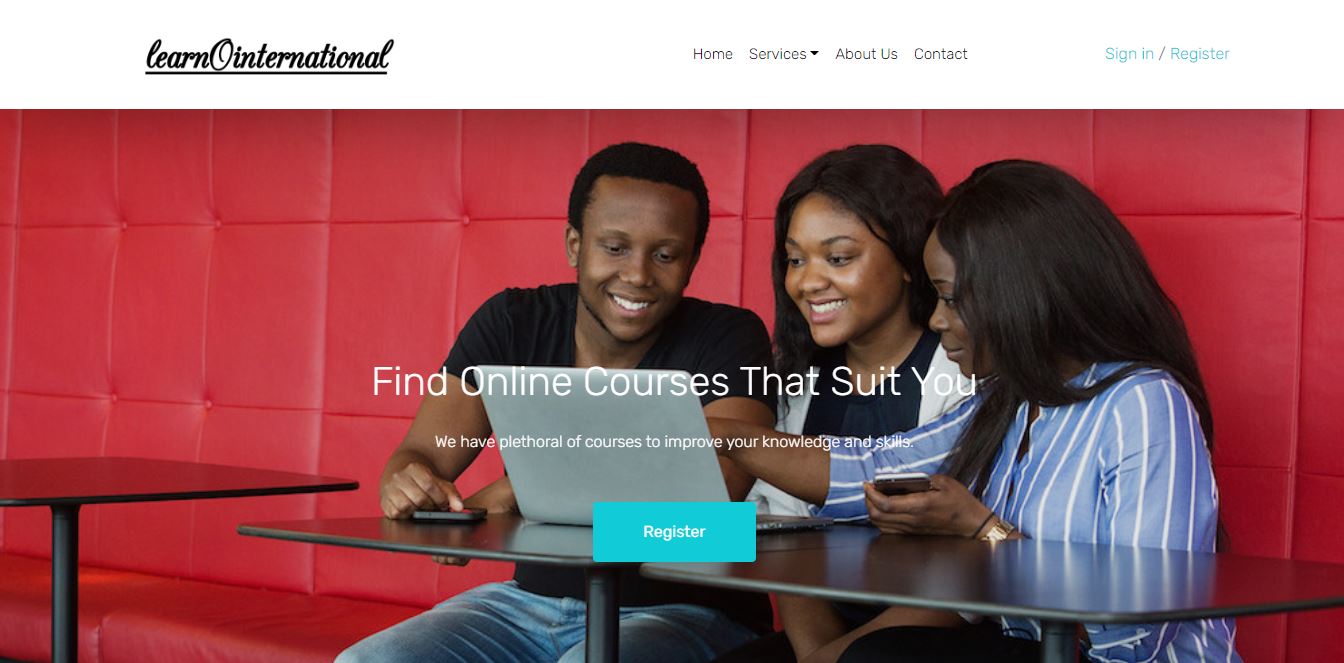 learnOinternational
Home Services About Us Contact
Sign in / Register
Find Online Courses That Suit You
We have plethoral of courses to improve your knowledge and skills.
Register